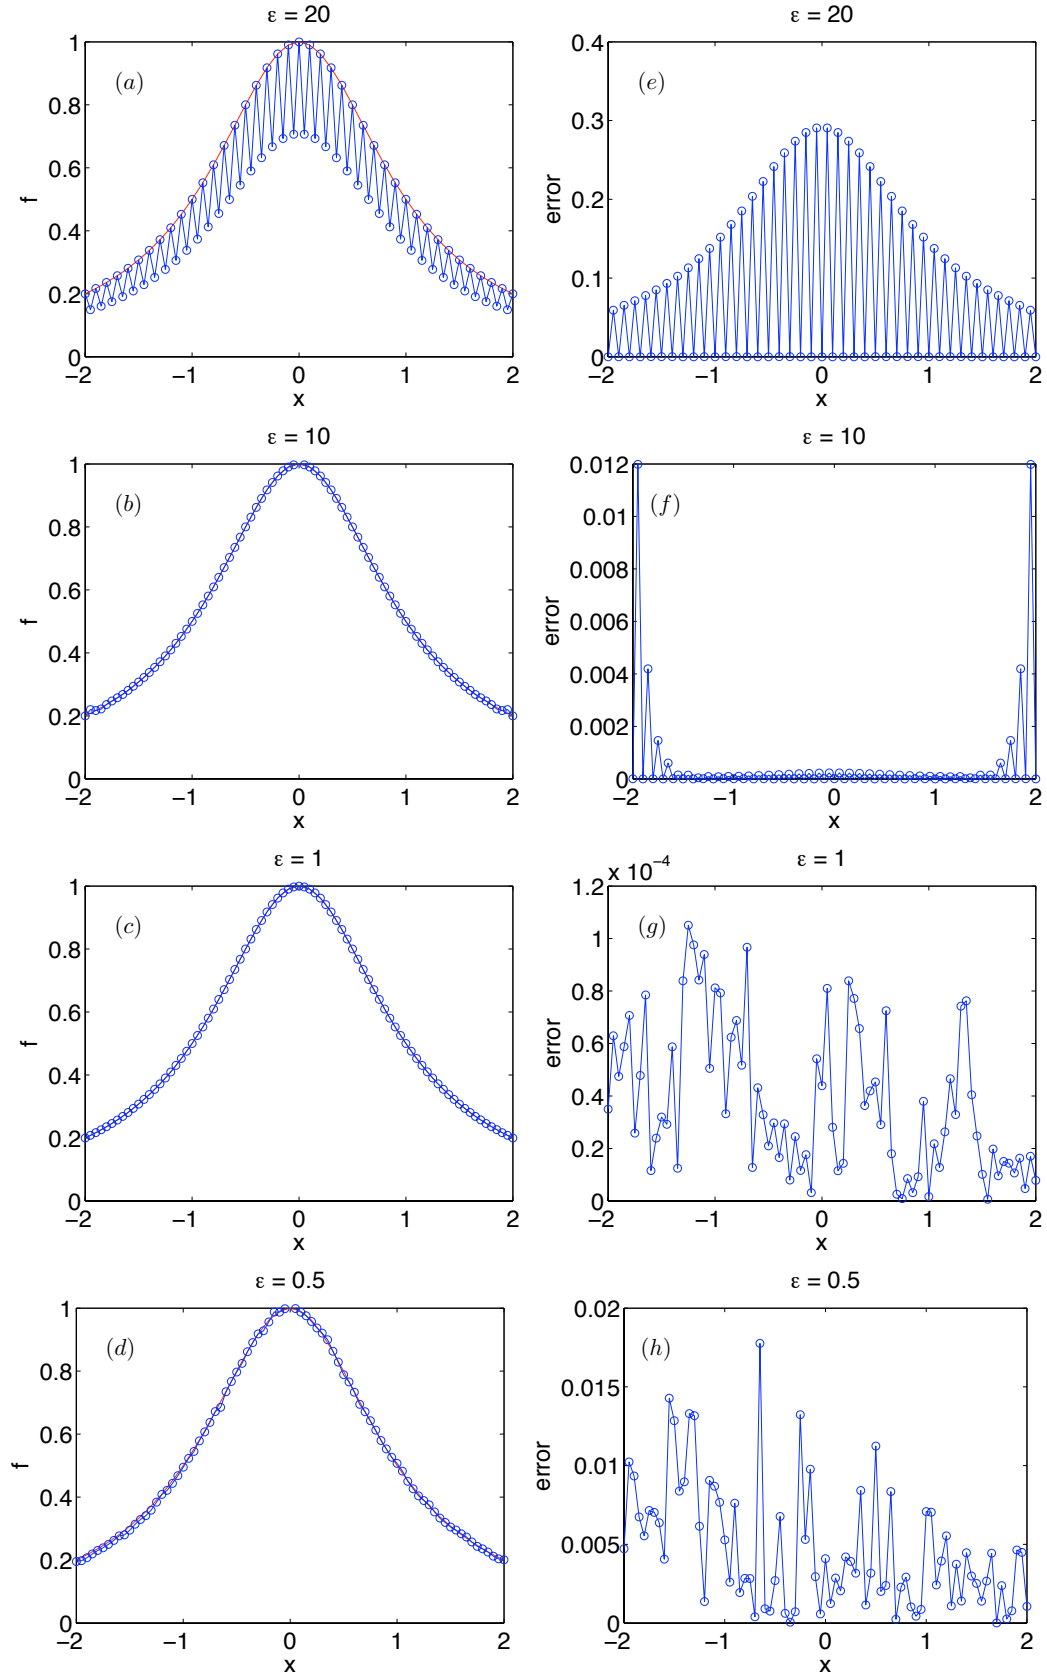 ε = 20
1
0.8
0.6
0.4
0.2
0
f
(a)
−2 −1 0 1 2
x
ε = 20
0.4
0.3
0.2
0.1
0
error
(e)
−2 −1 0 1 2
x
ε = 10
1
0.8
0.6
0.4
0.2
0
f
(b)
−2 −1 0 1 2
x
ε = 10
0.012
0.01
0.008
0.006
0.004
0.002
0
error
(f)
−2 −1 0 1 2
x
ε = 1
1
0.8
0.6
0.4
0.2
0
f
(c)
−2 −1 0 1 2
x
ε = 1
x 10⁻⁴
1.2
1
0.8
0.6
0.4
0.2
0
error
(g)
−2 −1 0 1 2
x
ε = 0.5
1
0.8
0.6
0.4
0.2
0
f
(d)
−2 −1 0 1 2
x
ε = 0.5
0.02
0.015
0.01
0.005
0
error
(h)
−2 −1 0 1 2
x